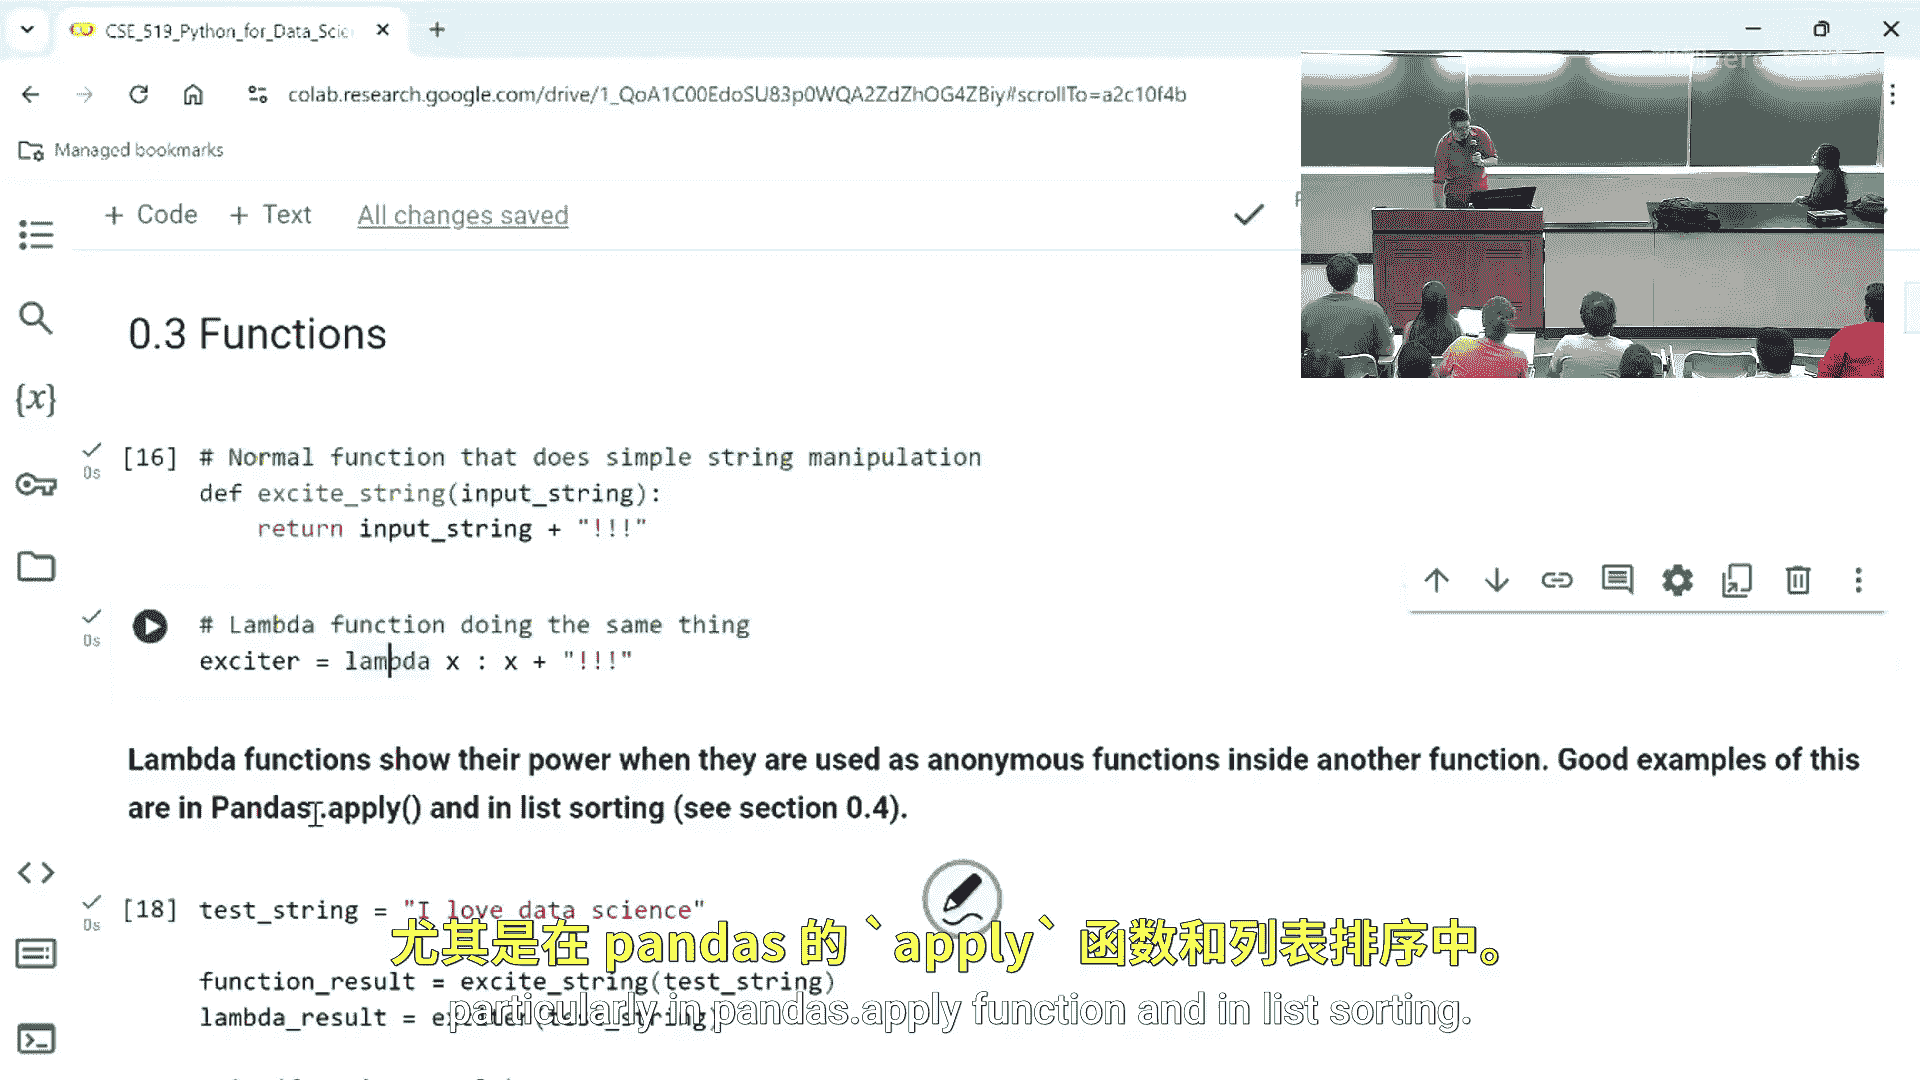 CSE_519_Python_for_Data_Scie
colab.research.google.com/drive/1_QoA1C00EdoSU83p0WQA2ZdZhOG4ZBiy#scrollTo=a2c10f4b
Managed bookmarks
+ Code + Text All changes saved
0.3 Functions
[16] # Normal function that does simple string manipulation
0s
def excite_string(input_string):
return input_string + "!!!"
# Lambda function doing the same thing
0s
exciter = lambda x : x + "!!!"
Lambda functions show their power when they are used as anonymous functions inside another function. Good examples of this
are in Pandas .apply() and in list sorting (see section 0.4).
[18] test_string = "I love data science"
0s
尤其是在 pandas 的 `apply` 函数和列表排序中。
function_result = excite_string(test_string)
particularly in pandas.apply function and in list sorting.
lambda_result = exciter(test_string)